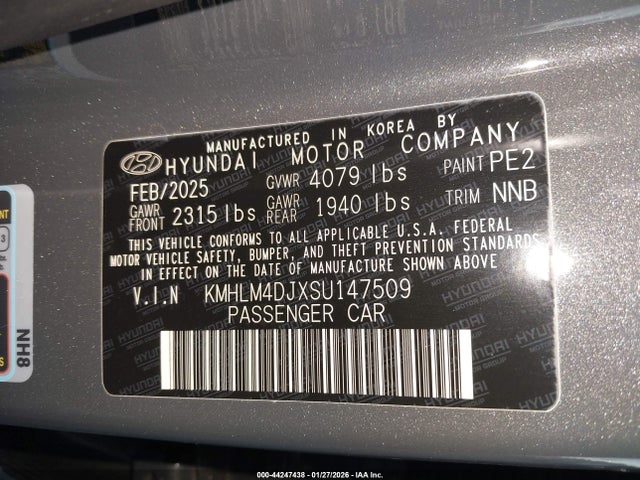 MANUFACTURED IN KOREA BY
HYUNDAI MOTOR COMPANY
FEB/2025 GVWR 4079 lbs PAINT PE2
GAWR FRONT 2315 lbs GAWR REAR 1940 lbs TRIM NNB
THIS VEHICLE CONFORMS TO ALL APPLICABLE U.S.A. FEDERAL
MOTOR VEHICLE SAFETY, BUMPER, AND THEFT PREVENTION STANDARDS
IN EFFECT ON THE DATE OF MANUFACTURE SHOWN ABOVE
V.I.N KMHLM4DJXSU147509
PASSENGER CAR
NH8
000-44247438 - 01/27/2026 - © IAA Inc.